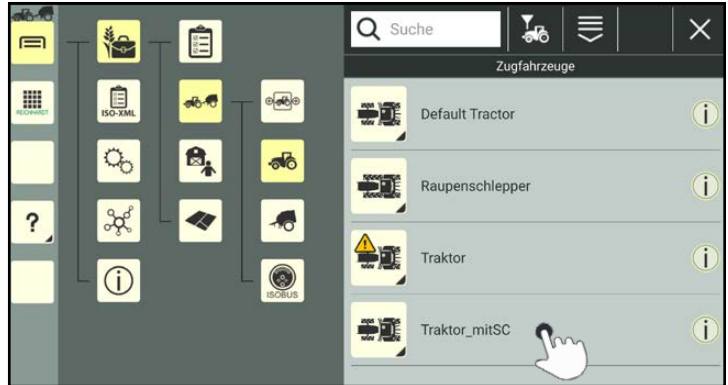 Suche
Zugfahrzeuge
REICHHARDT
ISO-XML
?
ISOBUS
Default Tractor
Raupenschlepper
Traktor
Traktor_mitSC